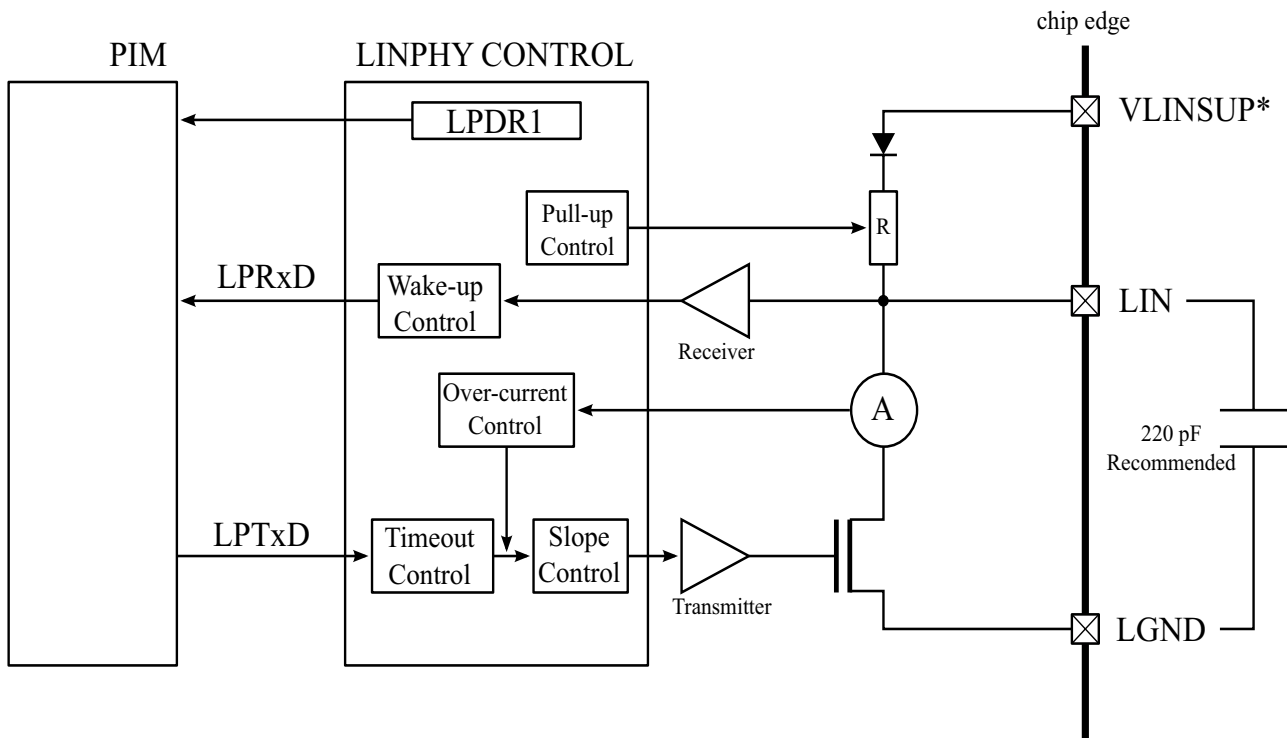 chip edge
PIM
LINPHY CONTROL
LPDR1
VLINSUP*
Pull-up
Control
R
LPRxD
Wake-up
Control
Receiver
LIN
Over-current
Control
A
220 pF
Recommended
LPTxD
Timeout
Control
Slope
Control
Transmitter
LGND